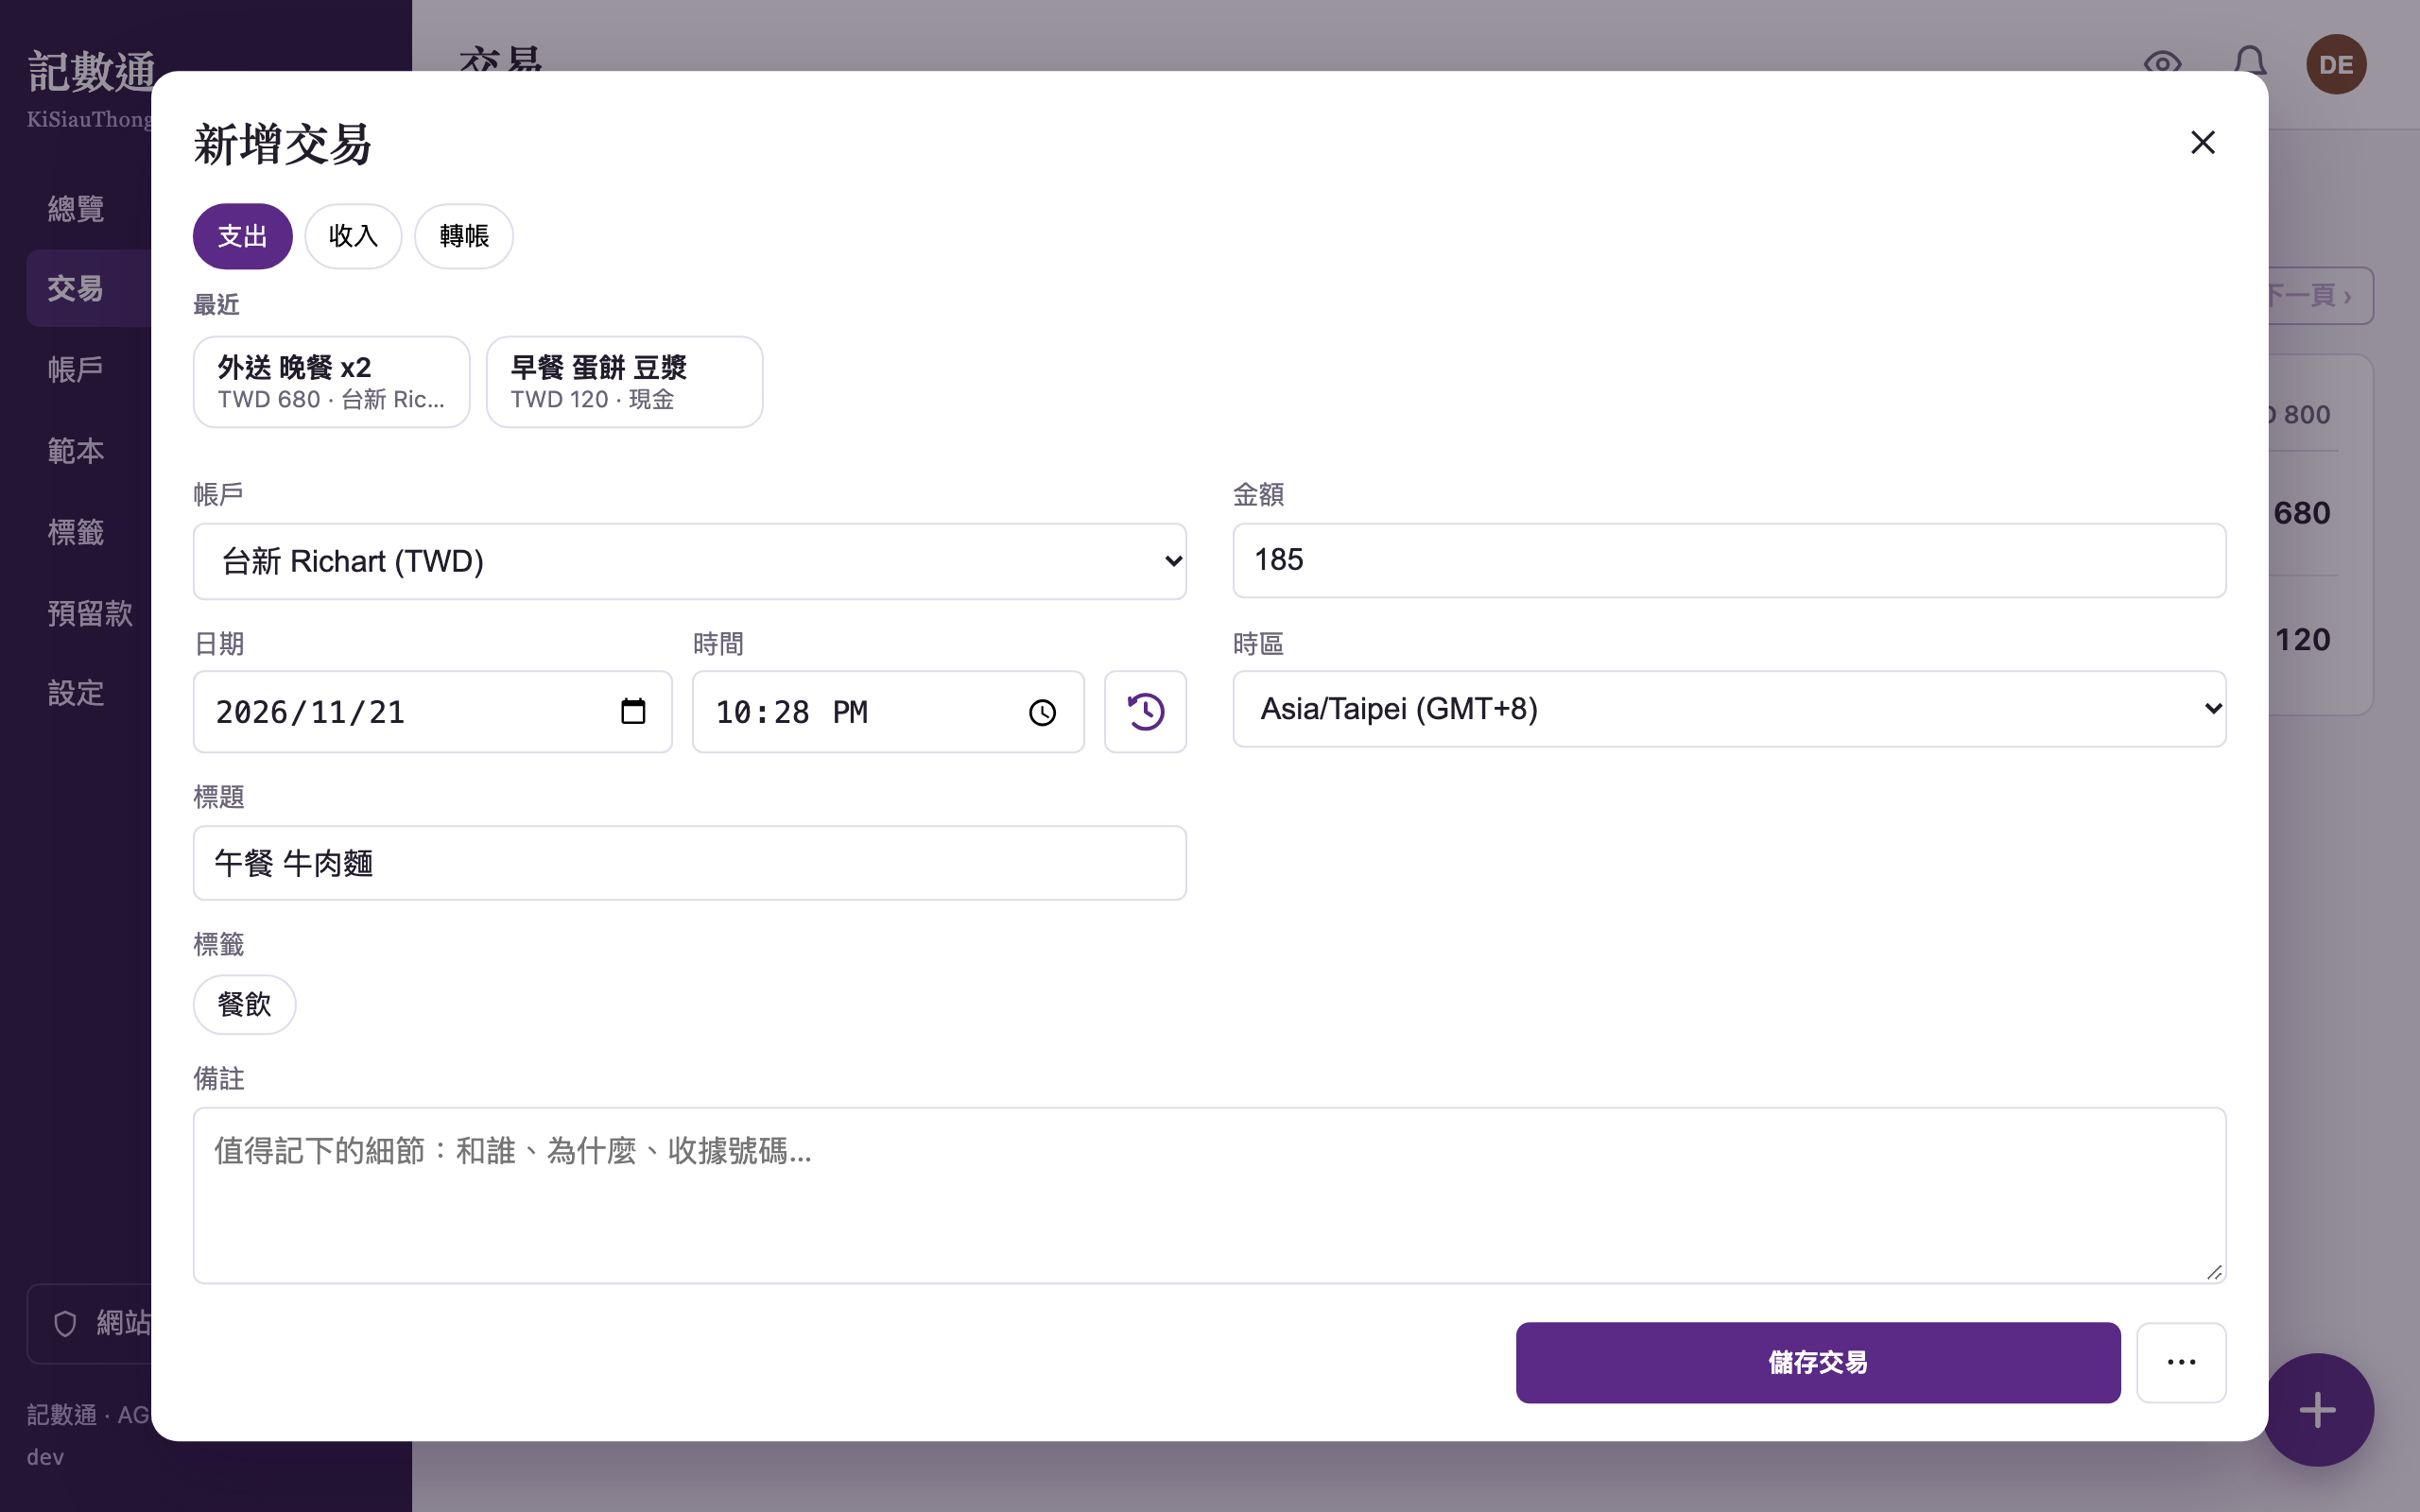 記數通
KiSiauThong
總覽
交易
帳戶
範本
標籤
預留款
設定
網站
記數通 · AG
dev
交易
DE
下一頁 ›
800
680
120
新增交易
支出 收入 轉帳
最近
外送 晚餐 x2
TWD 680 · 台新 Ric...
早餐 蛋餅 豆漿
TWD 120 · 現金
帳戶
台新 Richart (TWD)
金額
185
日期
2026/11/21
時間
10:28 PM
時區
Asia/Taipei (GMT+8)
標題
午餐 牛肉麵
標籤
餐飲
備註
值得記下的細節：和誰、為什麼、收據號碼...
儲存交易